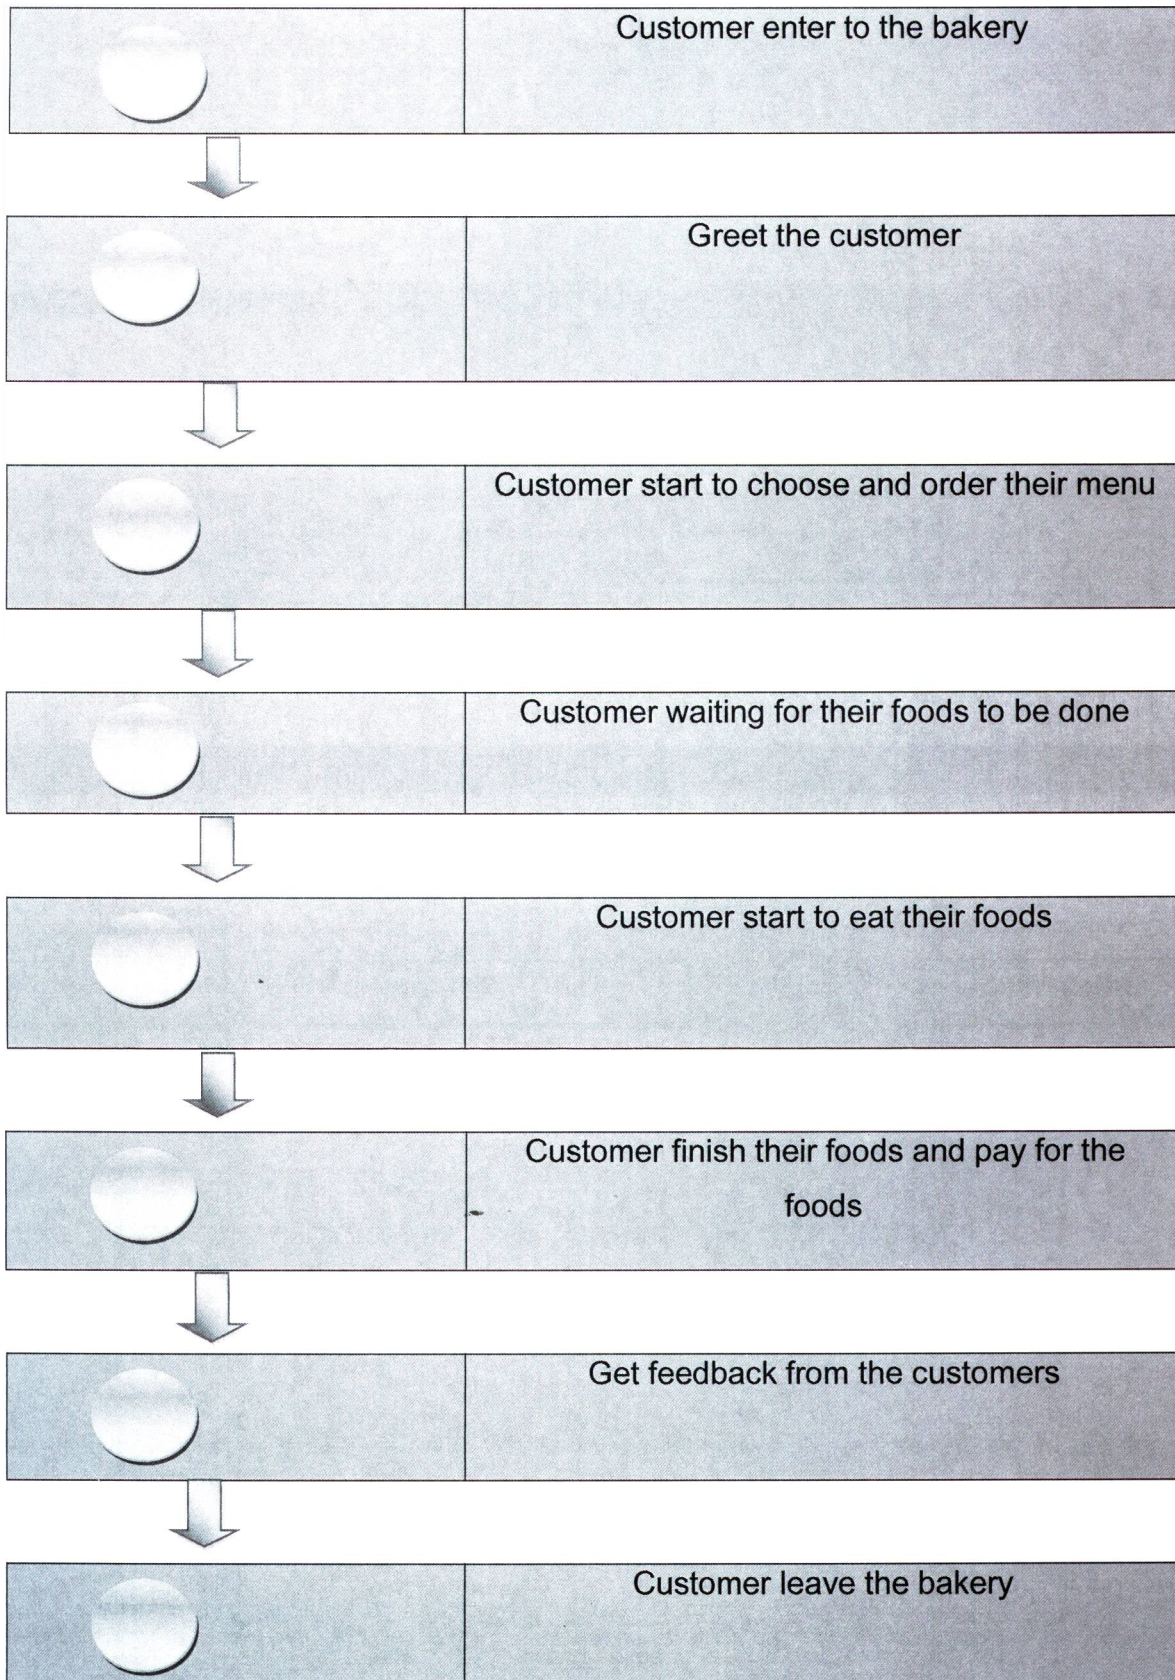 Customer enter to the bakery
Greet the customer
Customer start to choose and order their menu
Customer waiting for their foods to be done
Customer start to eat their foods
Customer finish their foods and pay for the
foods
Get feedback from the customers
Customer leave the bakery